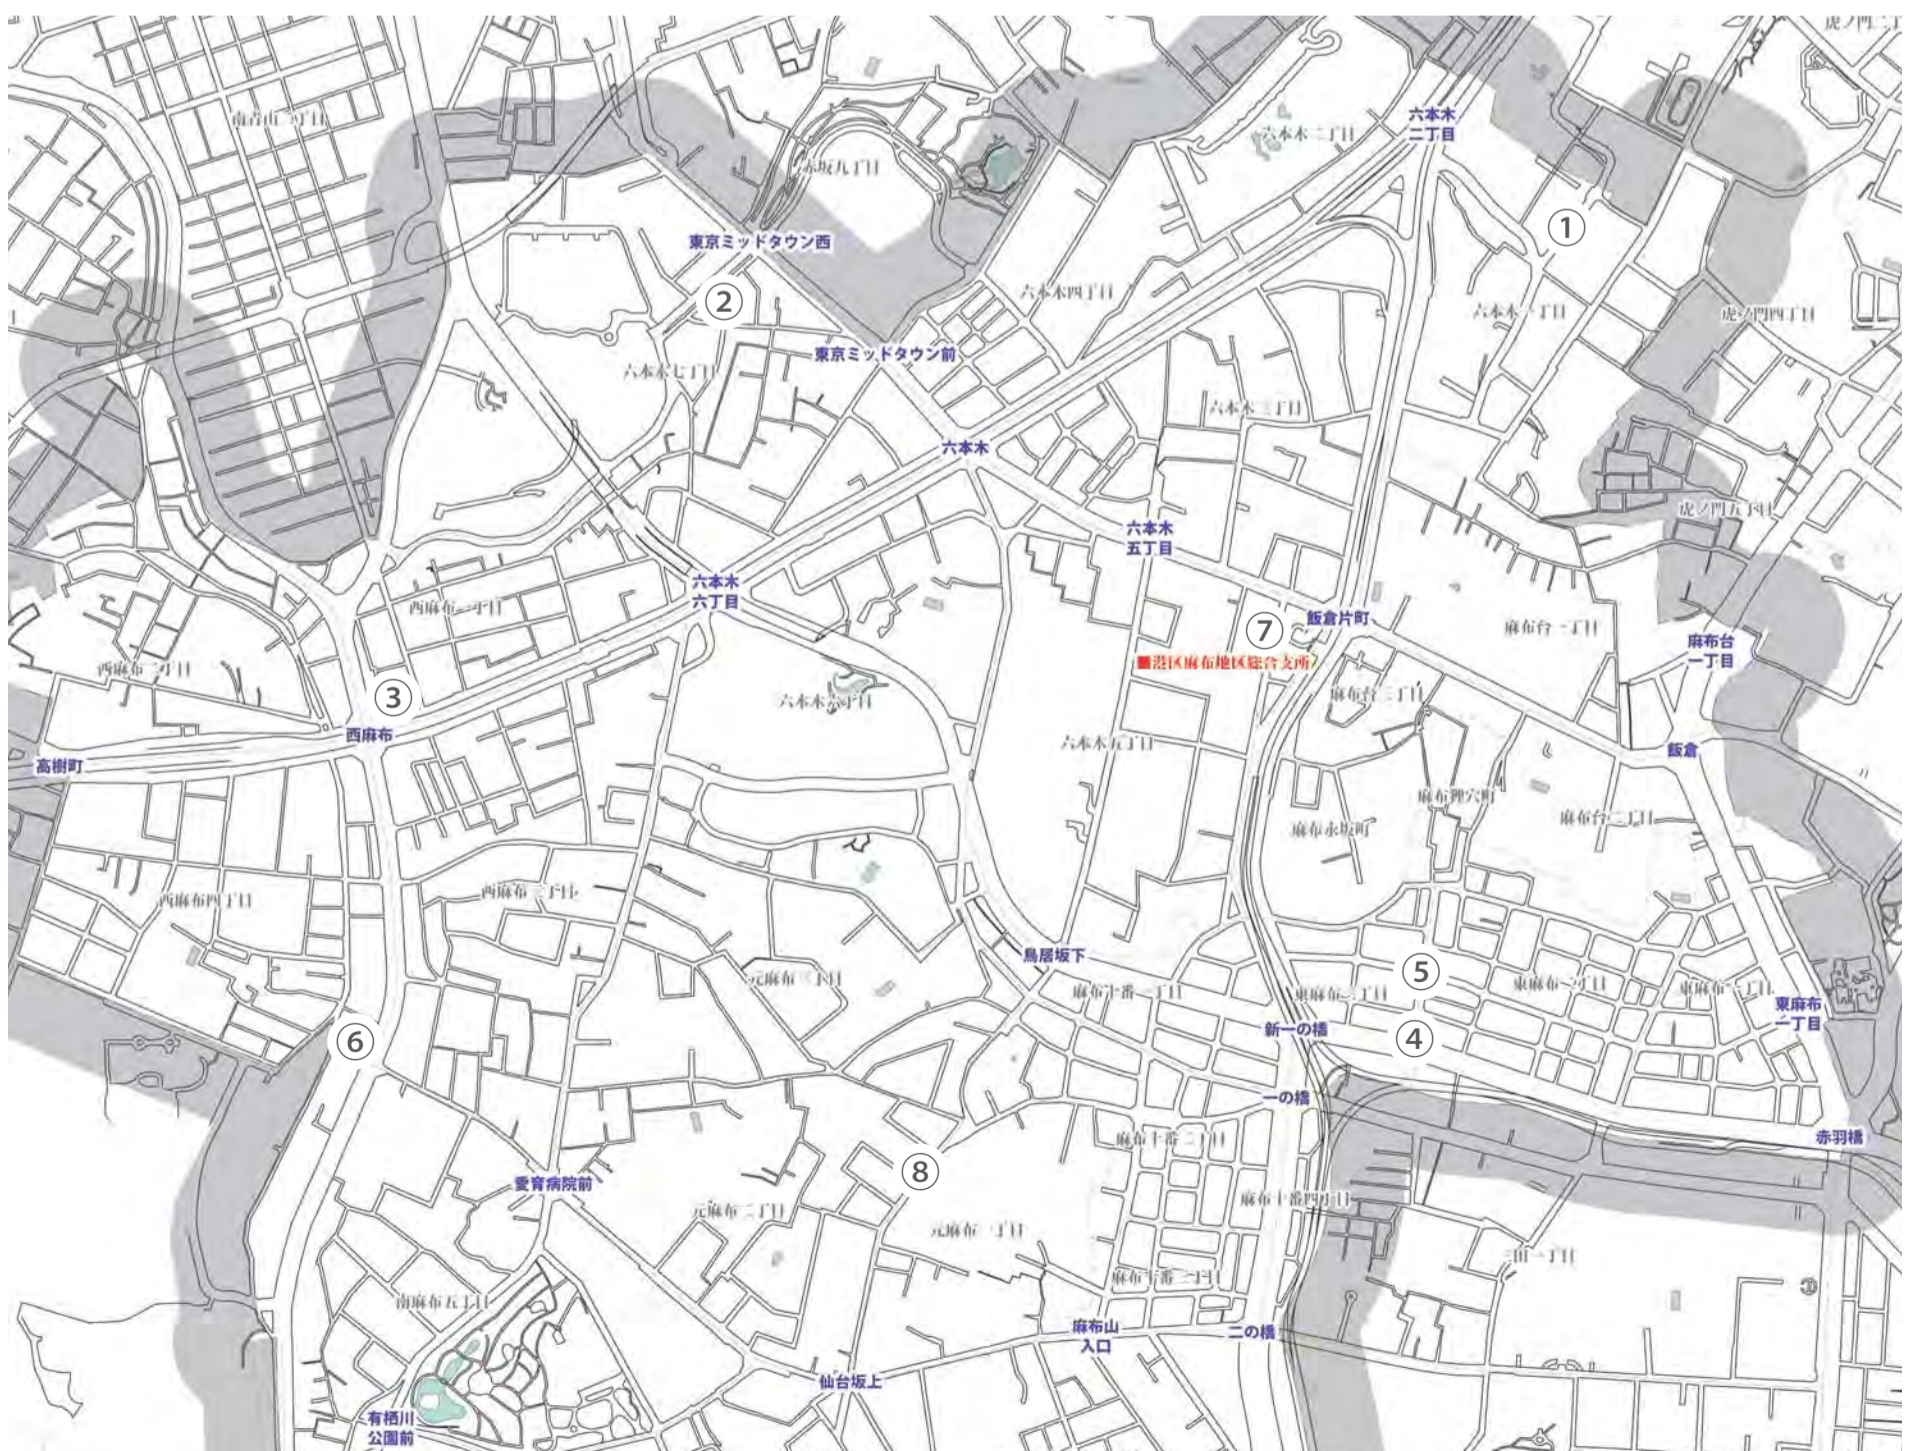 虎ノ門二丁
南青山二丁目
六本木
二丁目
六本木二丁目
赤坂九丁目
①
東京ミッドタウン西
②
六本木四丁目
六本木一丁目
虎ノ門四丁目
目
東京ミッドタウン前
六本木七丁目
六本木三丁目
六本木
虎ノ門五丁目
六本木
五丁目
六本木
六丁目
西麻布一丁目
⑦
飯倉片町
麻布台一丁目
麻布台
一丁目
■港区麻布地区総合支所
西麻布二丁目
③
六本木六丁目
麻布台三丁目
西麻布
六本木五丁目
飯倉
高樹町
麻布狸穴町
麻布永坂町
麻布台二丁目
西麻布四丁目
西麻布三丁目
鳥居坂下
元麻布三丁目
麻布十番一丁目
⑤
東麻布三丁目
東麻布二丁目
東麻布一丁目
東麻布
一丁目
新一の橋
④
⑥
一の橋
麻布十番二丁目
赤羽橋
⑧
愛育病院前
麻布十番四丁目
元麻布二丁目
元麻布一丁目
三田一丁目
麻布十番三丁目
南麻布五丁目
麻布山
入口
二の橋
仙台坂上
有栖川
公園前